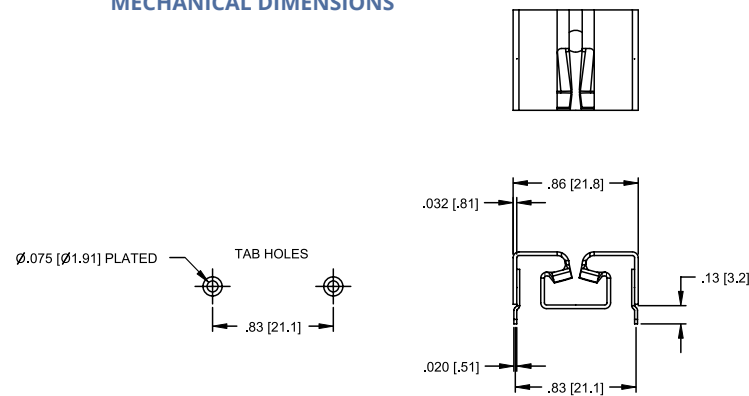 MECHANICAL DIMENSIONS
.86 [21.8]
.032 [.81]
Ø.075 [Ø1.91] PLATED
TAB HOLES
.13 [3.2]
.83 [21.1]
.020 [.51]
.83 [21.1]